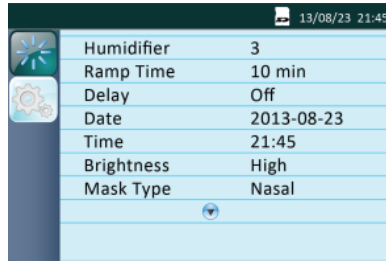 13/08/23 21:45
Humidifier 3
Ramp Time 10 min
Delay Off
Date 2013-08-23
Time 21:45
Brightness High
Mask Type Nasal